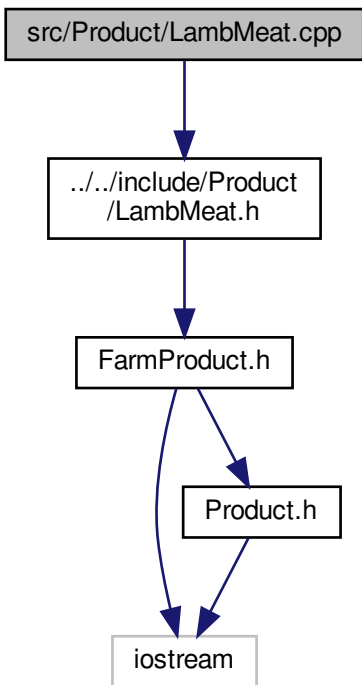 src/Product/LambMeat.cpp
../../include/Product
/LambMeat.h
FarmProduct.h
Product.h
iostream